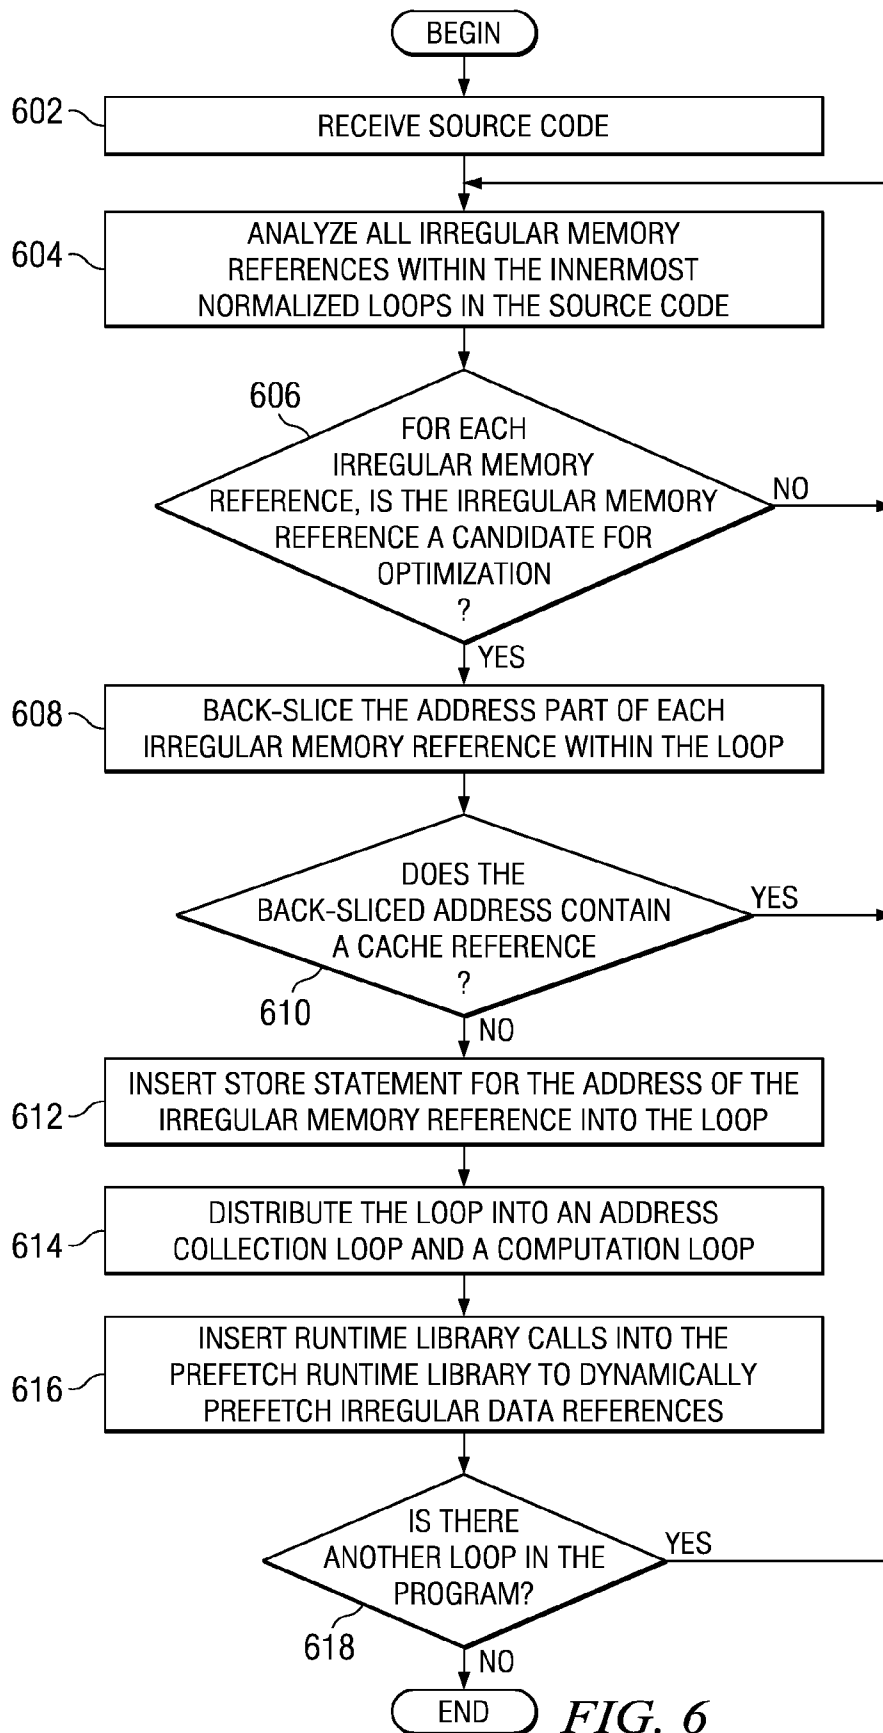 BEGIN
602
RECEIVE SOURCE CODE
604
ANALYZE ALL IRREGULAR MEMORY
REFERENCES WITHIN THE INNERMOST
NORMALIZED LOOPS IN THE SOURCE CODE
606
FOR EACH
IRREGULAR MEMORY
REFERENCE, IS THE IRREGULAR MEMORY
REFERENCE A CANDIDATE FOR
OPTIMIZATION
?
NO
YES
608
BACK-SLICE THE ADDRESS PART OF EACH
IRREGULAR MEMORY REFERENCE WITHIN THE LOOP
DOES THE
BACK-SLICED ADDRESS CONTAIN
A CACHE REFERENCE
?
YES
610
NO
612
INSERT STORE STATEMENT FOR THE ADDRESS OF THE
IRREGULAR MEMORY REFERENCE INTO THE LOOP
614
DISTRIBUTE THE LOOP INTO AN ADDRESS
COLLECTION LOOP AND A COMPUTATION LOOP
616
INSERT RUNTIME LIBRARY CALLS INTO THE
PREFETCH RUNTIME LIBRARY TO DYNAMICALLY
PREFETCH IRREGULAR DATA REFERENCES
IS THERE
ANOTHER LOOP IN THE
PROGRAM?
YES
618
NO
END
FIG. 6